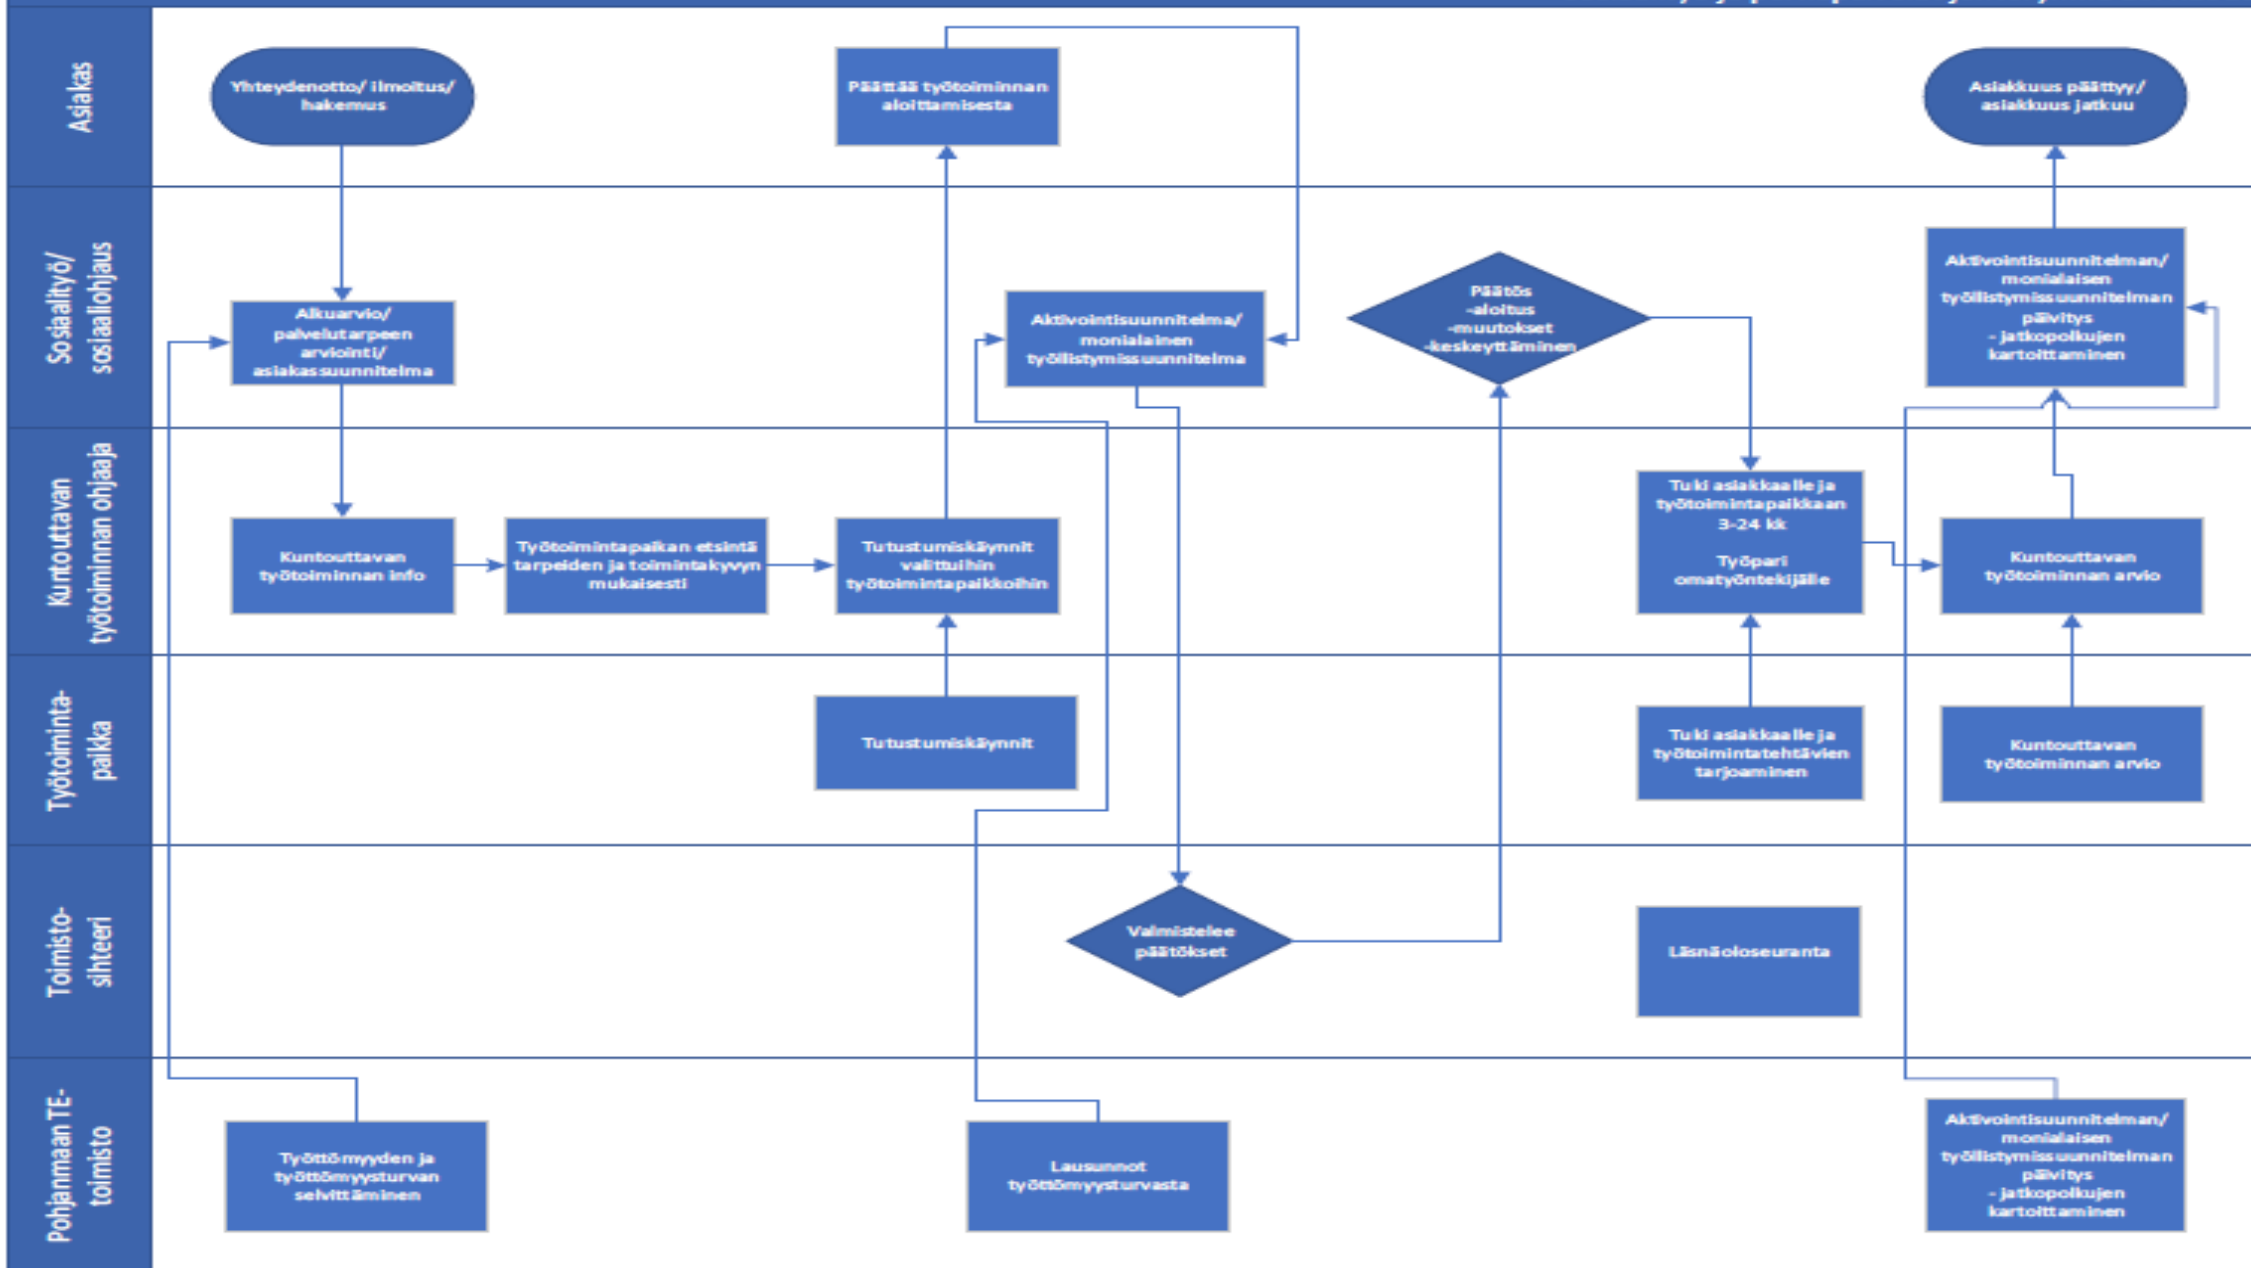 Asiakas
Yhteydenotto/ ilmoitus/
hakemus
Päättää työtoiminnan
aloittamisesta
Asiakkuus päättyy/
asiakkuus jatkuu
Sosiaalityö/
sosiaaliohjaus
Alkuarvio/
palvelutarpeen
arviointi/
asiakassuunnitelma
Aktivointisuunnitelma/
monialainen
työllistymissuunnitelma
Päätös
-aloitus
-muutokset
-keskeyttäminen
Aktivointisuunnitelman/
monialaisen
työllistymissuunnitelman
päivitys
- jatkopolkujen
kartoittaminen
Kuntouttavan
työtoiminnan ohjaaja
Kuntouttavan
työtoiminnan info
Työtoimintapaikan etsintä
tarpeiden ja toimintakyvyn
mukaisesti
Tutustumiskäynnit
valittuihin
työtoimintapaikkoihin
Tuki asiakkaalle ja
työtoimintapaikkaan
3-24 kk
Työpari
omatyöntekijälle
Kuntouttavan
työtoiminnan arvio
Työtoiminta-
paikka
Tutustumiskäynnit
Tuki asiakkaalle ja
työtoimintatehtävien
tarjoaminen
Kuntouttavan
työtoiminnan arvio
Toimisto-
sihteeri
Valmistelee
päätökset
Läsnäoloseuranta
Pohjanmaan TE-
toimisto
Työttömyyden ja
työttömyysturvan
selvittäminen
Lausunnot
työttömyysturvasta
Aktivointisuunnitelman/
monialaisen
työllistymissuunnitelman
päivitys
- jatkopolkujen
kartoittaminen